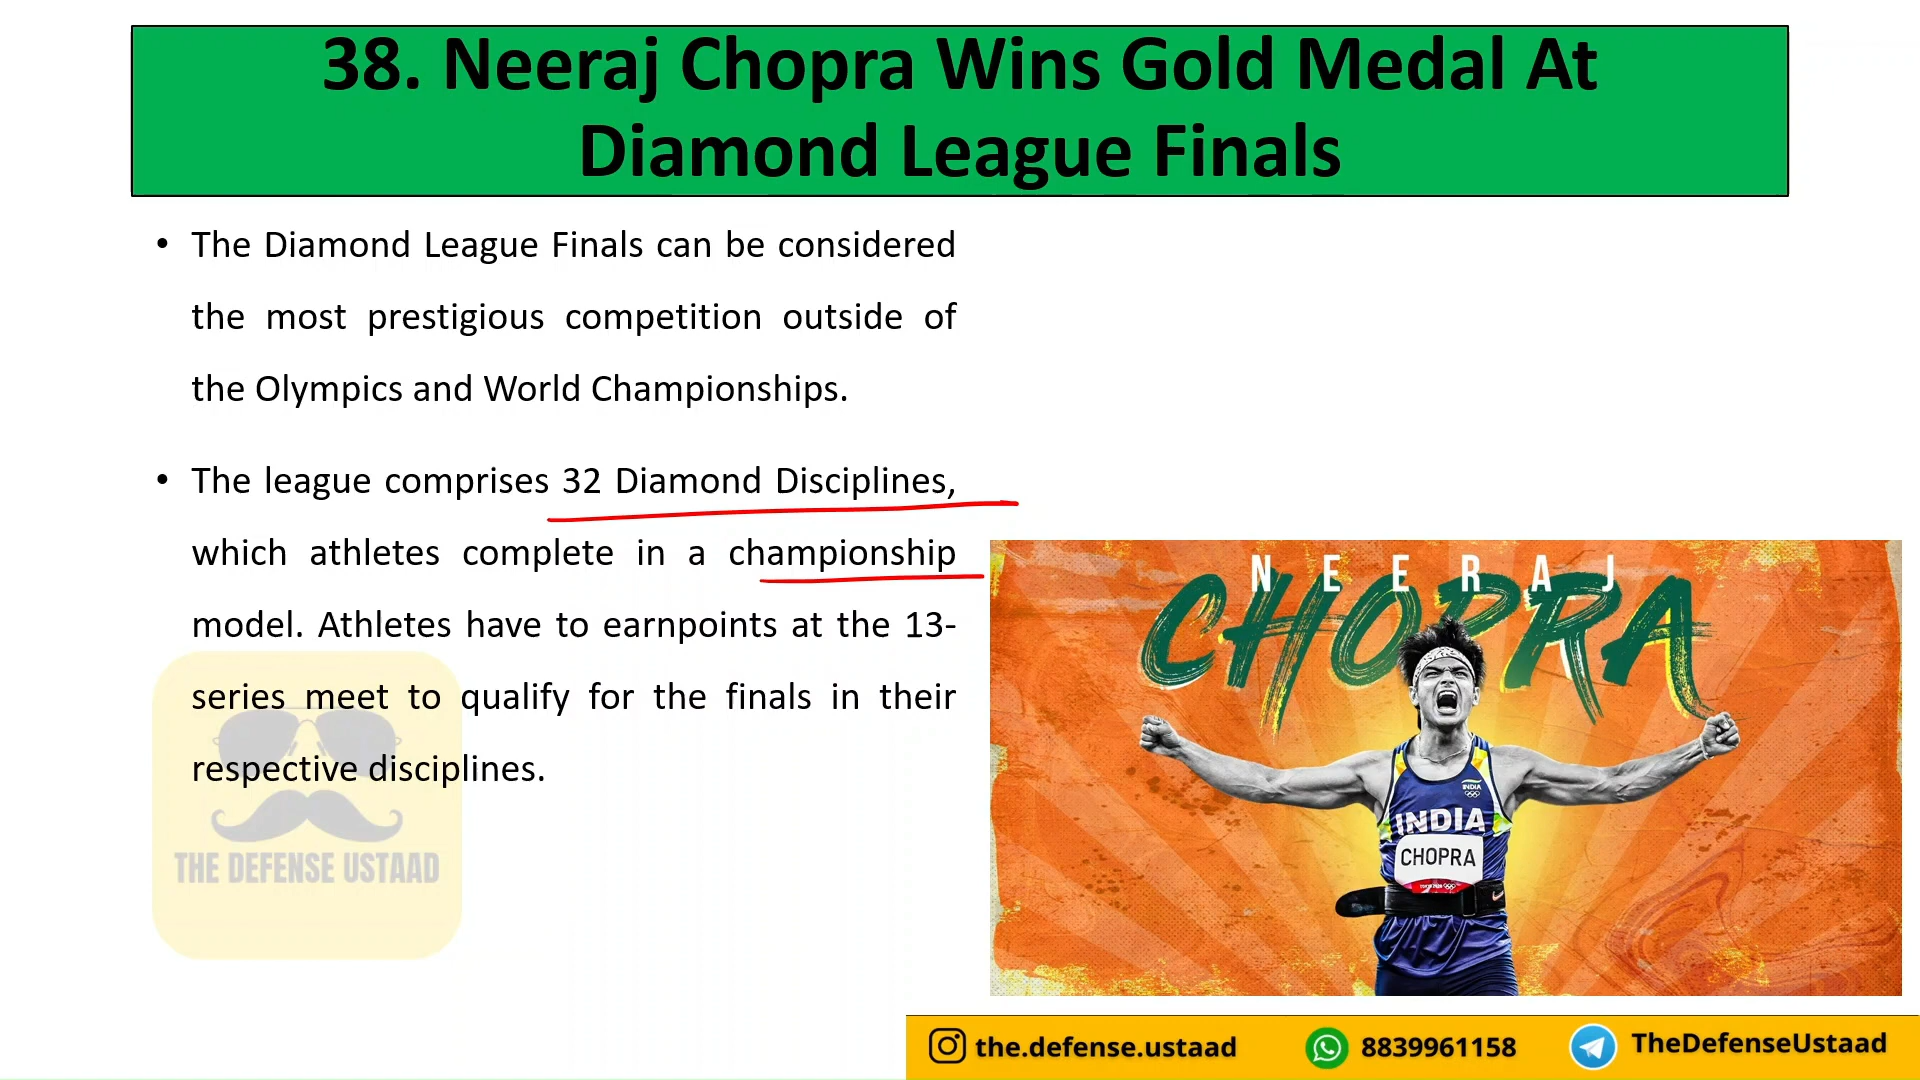 38. Neeraj Chopra Wins Gold Medal At
Diamond League Finals
• The Diamond League Finals can be considered
the most prestigious competition outside of
the Olympics and World Championships.
• The league comprises 32 Diamond Disciplines,
which athletes complete in a championship
model. Athletes have to earnpoints at the 13-
series meet to qualify for the finals in their
respective disciplines.
THE DEFENSE USTAAD
NEERAJ
CHOPRA
INDIA
INDIA
CHOPRA
the.defense.ustaad
8839961158
TheDefenseUstaad